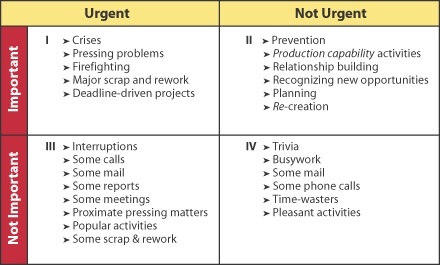 Urgent
Not Urgent
Important
I ➤ Crises
➤ Pressing problems
➤ Firefighting
➤ Major scrap and rework
➤ Deadline-driven projects
II ➤ Prevention
➤ Production capability activities
➤ Relationship building
➤ Recognizing new opportunities
➤ Planning
➤ Re-creation
Not Important
III ➤ Interruptions
➤ Some calls
➤ Some mail
➤ Some reports
➤ Some meetings
➤ Proximate pressing matters
➤ Popular activities
➤ Some scrap & rework
IV ➤ Trivia
➤ Busywork
➤ Some mail
➤ Some phone calls
➤ Time-wasters
➤ Pleasant activities